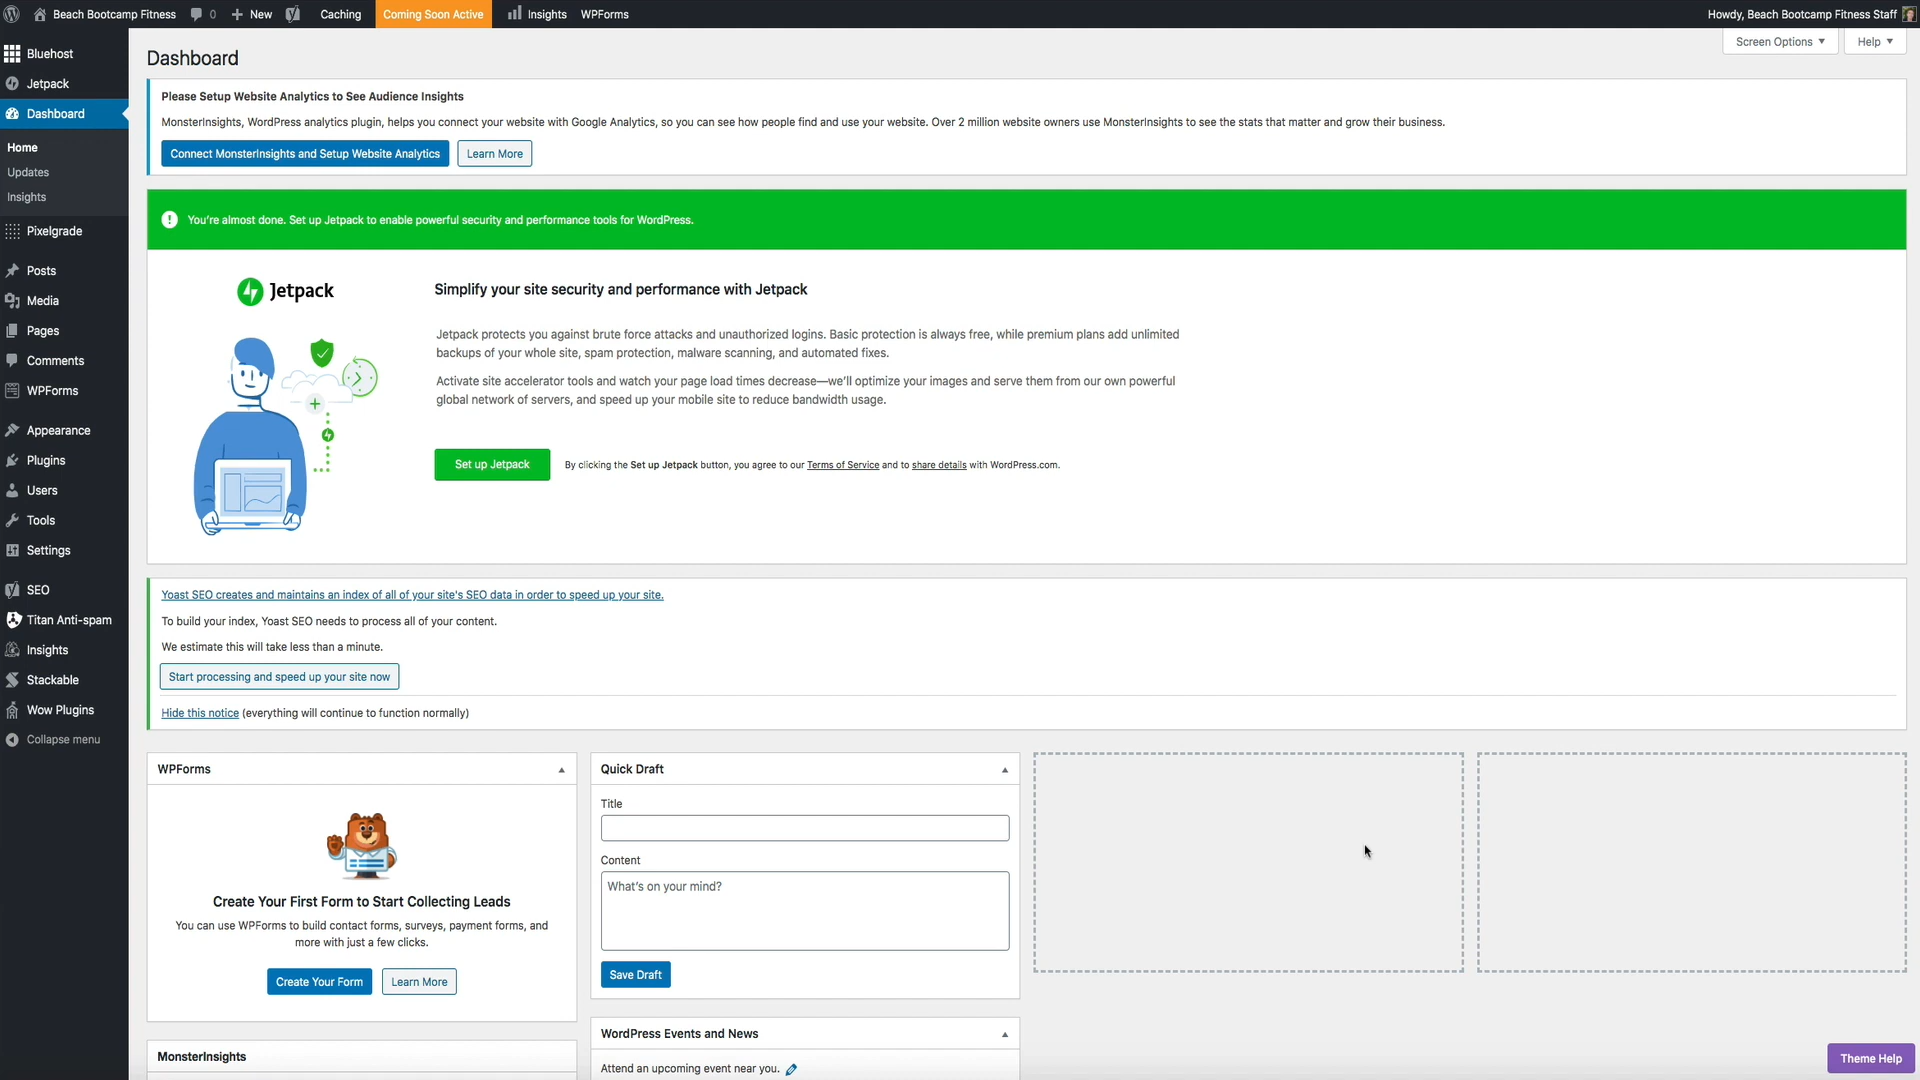 Beach Bootcamp Fitness 0 New Caching Coming Soon Active Insights WPForms Howdy, Beach Bootcamp Fitness Staff
Screen Options ▼ Help ▼
Bluehost
Jetpack
Dashboard
Home
Updates
Insights
Pixelgrade
Posts
Media
Pages
Comments
WPForms
Appearance
Plugins
Users
Tools
Settings
SEO
Titan Anti-spam
Insights
Stackable
Wow Plugins
Collapse menu
Dashboard
Please Setup Website Analytics to See Audience Insights
MonsterInsights, WordPress analytics plugin, helps you connect your website with Google Analytics, so you can see how people find and use your website. Over 2 million website owners use MonsterInsights to see the stats that matter and grow their business.
Connect MonsterInsights and Setup Website Analytics Learn More
You're almost done. Set up Jetpack to enable powerful security and performance tools for WordPress.
Jetpack
Simplify your site security and performance with Jetpack
Jetpack protects you against brute force attacks and unauthorized logins. Basic protection is always free, while premium plans add unlimited
backups of your whole site, spam protection, malware scanning, and automated fixes.
Activate site accelerator tools and watch your page load times decrease—we'll optimize your images and serve them from our own powerful
global network of servers, and speed up your mobile site to reduce bandwidth usage.
Set up Jetpack By clicking the Set up Jetpack button, you agree to our Terms of Service and to share details with WordPress.com.
Yoast SEO creates and maintains an index of all of your site's SEO data in order to speed up your site.
To build your index, Yoast SEO needs to process all of your content.
We estimate this will take less than a minute.
Start processing and speed up your site now
Hide this notice (everything will continue to function normally)
WPForms
Create Your First Form to Start Collecting Leads
You can use WPForms to build contact forms, surveys, payment forms, and
more with just a few clicks.
Create Your Form Learn More
MonsterInsights
Quick Draft
Title
Content
What's on your mind?
Save Draft
WordPress Events and News
Attend an upcoming event near you.
Theme Help